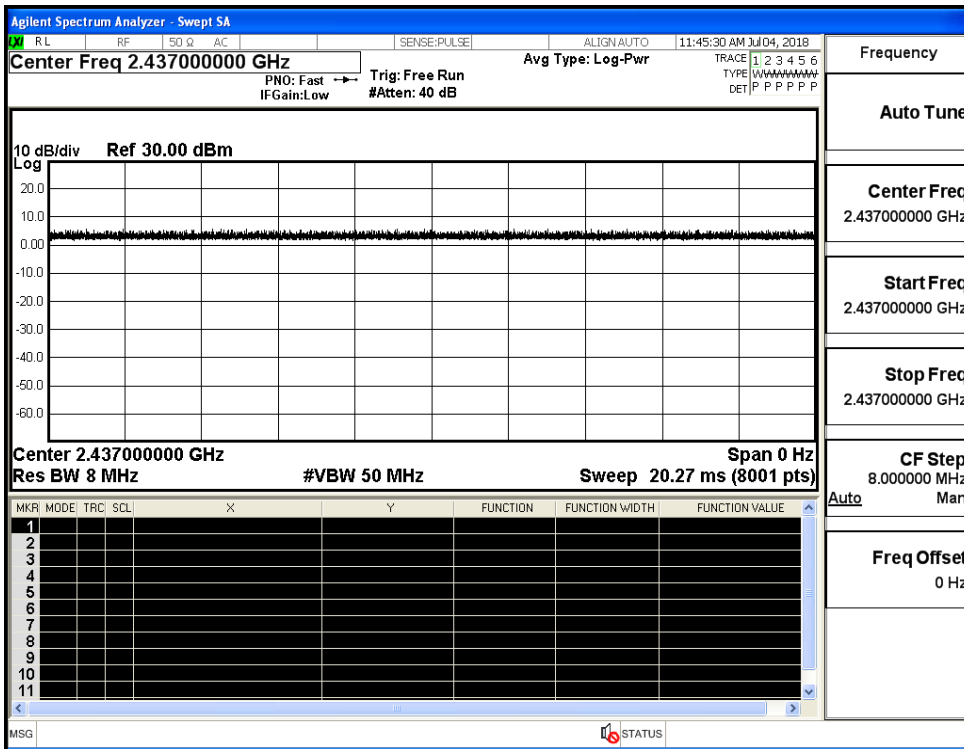 Agilent Spectrum Analyzer - Swept SA
LXI RL RF 50 Ω AC SENSE:PULSE ALIGN AUTO 11:45:30 AM Jul 04, 2018
Center Freq 2.437000000 GHz Avg Type: Log-Pwr TRACE 1 2 3 4 5 6
PNO: Fast Trig: Free Run TYPE WWWWWW
IFGain:Low #Atten: 40 dB DET P P P P P P
10 dB/div Ref 30.00 dBm
Log
20.0
10.0
0.00
-10.0
-20.0
-30.0
-40.0
-50.0
-60.0
Center 2.437000000 GHz Span 0 Hz
Res BW 8 MHz #VBW 50 MHz Sweep 20.27 ms (8001 pts)
MKR MODE TRC SCL X Y FUNCTION FUNCTION WIDTH FUNCTION VALUE
1
2
3
4
5
6
7
8
9
10
11
MSG STATUS
Frequency
Auto Tune
Center Freq
2.437000000 GHz
Start Freq
2.437000000 GHz
Stop Freq
2.437000000 GHz
CF Step
8.000000 MHz
Auto Man
Freq Offset
0 Hz